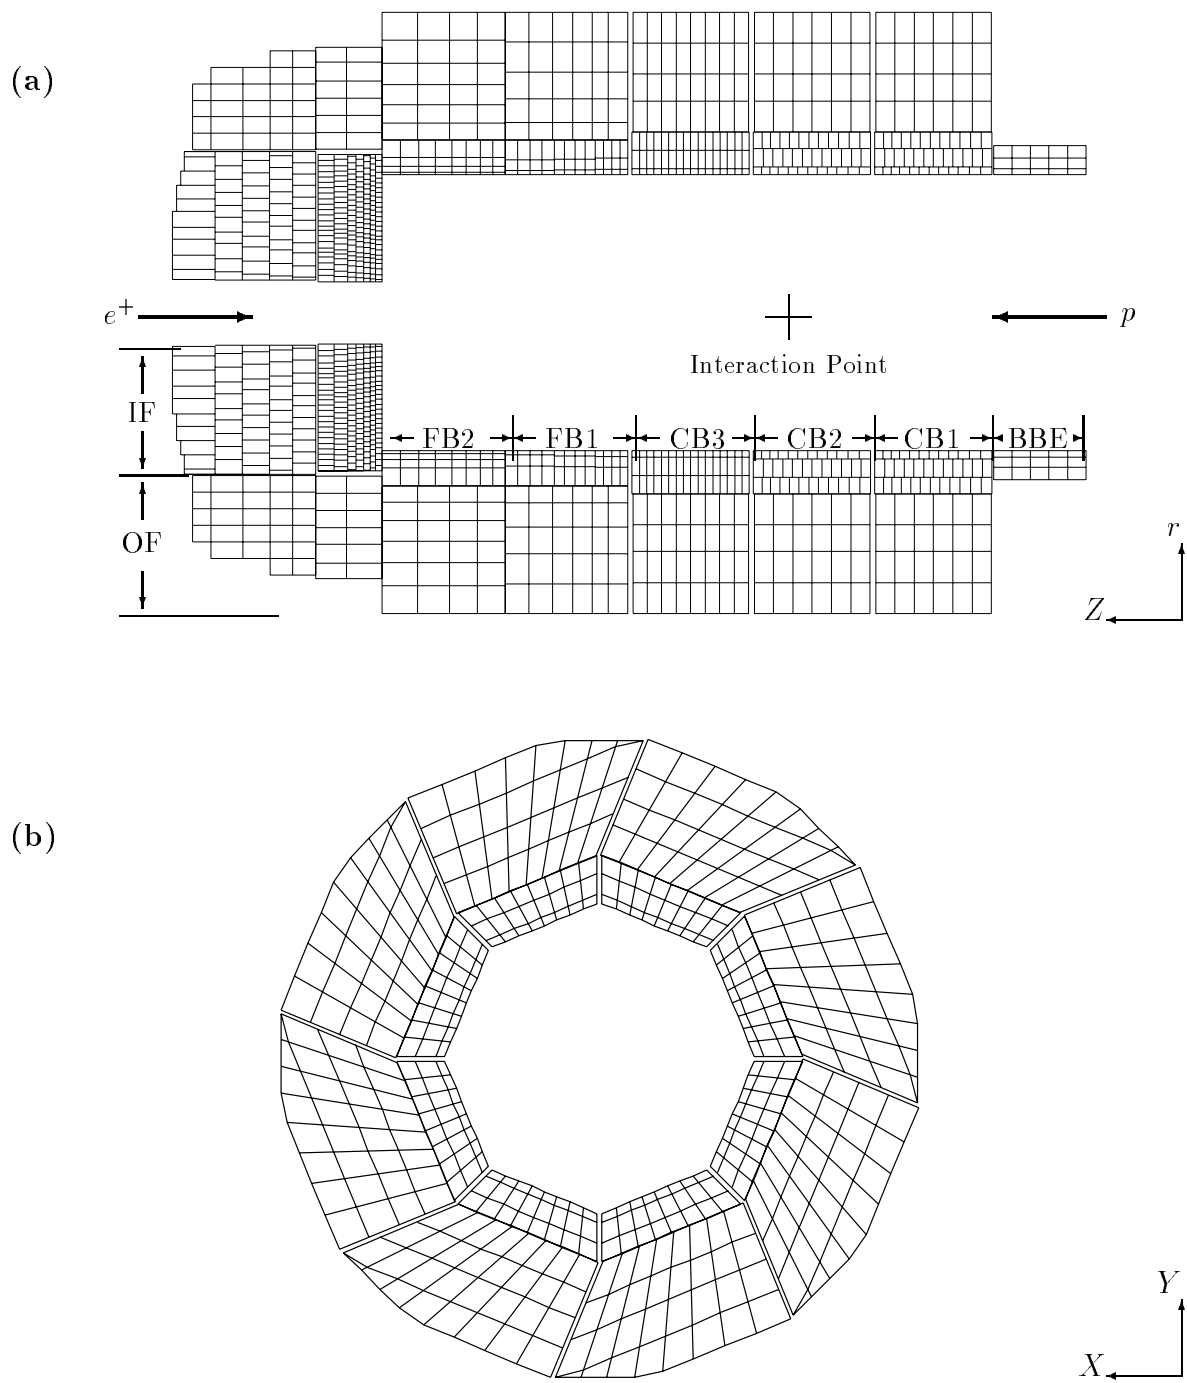 (a)
e+
p
Interaction Point
IF
FB2 FB1 CB3 CB2 CB1 BBE
OF
r
Z
(b)
Y
X